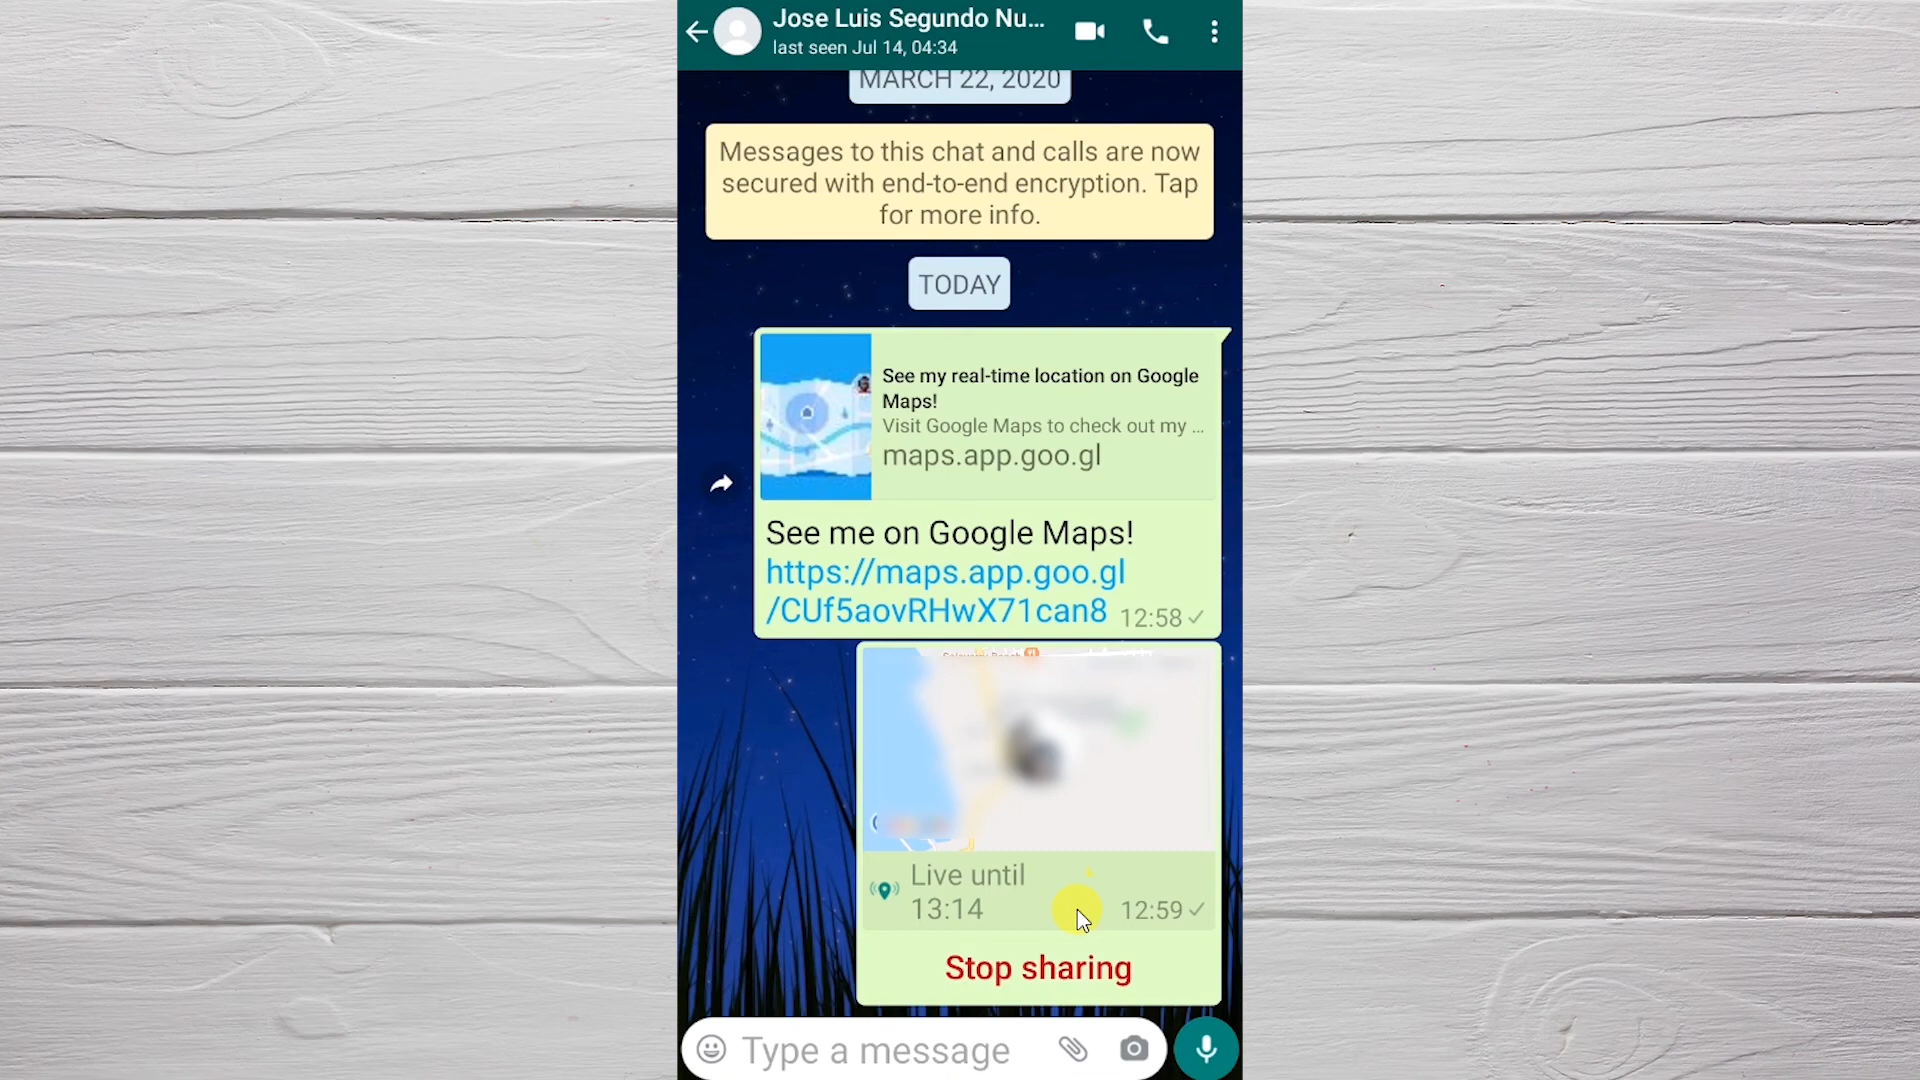 Jose Luis Segundo Nu...
last seen Jul 14, 04:34
MARCH 22, 2020
Messages to this chat and calls are now
secured with end-to-end encryption. Tap
for more info.
TODAY
See my real-time location on Google
Maps!
Visit Google Maps to check out my ...
maps.app.goo.gl
See me on Google Maps!
https://maps.app.goo.gl
/CUf5aovRHwX71can8 12:58
Live until
13:14
12:59
Stop sharing
Type a message